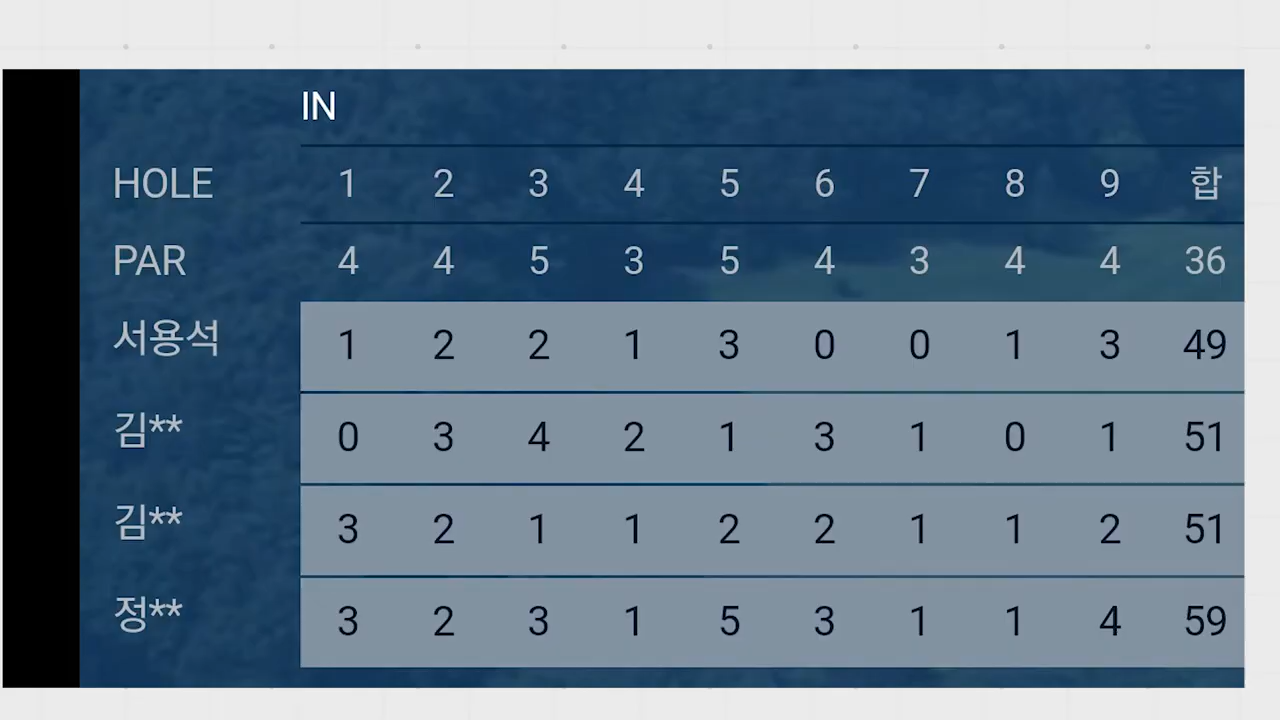 IN
HOLE 1 2 3 4 5 6 7 8 9 합
PAR 4 4 5 3 5 4 3 4 4 36
서용석 1 2 2 1 3 0 0 1 3 49
김** 0 3 4 2 1 3 1 0 1 51
김** 3 2 1 1 2 2 1 1 2 51
정** 3 2 3 1 5 3 1 1 4 59